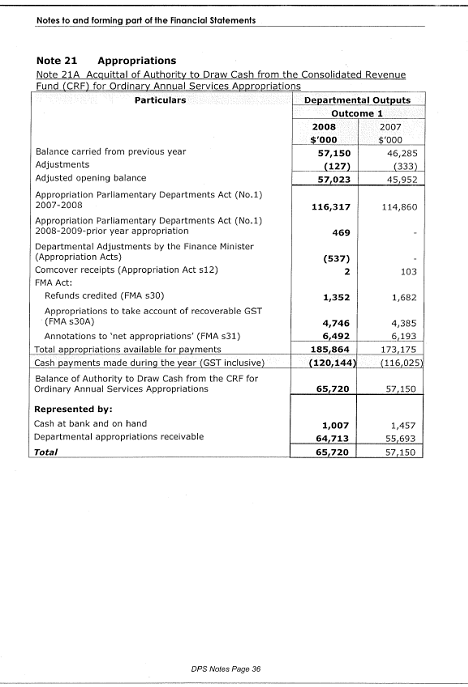 Notes to and forming part of the Financial Statements
Note 21 Appropriations
Note 21A Acquittal of Authority to Draw Cash from the Consolidated Revenue
Fund (CRF) for Ordinary Annual Services Appropriations
Particulars Departmental Outputs
Outcome 1
2008 2007
$'000 $'000
Balance carried from previous year 57,150 46,285
Adjustments (127) (333)
Adjusted opening balance 57,023 45,952
Appropriation Parliamentary Departments Act (No.1)
2007-2008 116,317 114,860
Appropriation Parliamentary Departments Act (No.1)
2008-2009-prior year appropriation 469 -
Departmental Adjustments by the Finance Minister
(Appropriation Acts) (537) -
Comcover receipts (Appropriation Act s12) 2 103
FMA Act:
Refunds credited (FMA s30) 1,352 1,682
Appropriations to take account of recoverable GST
(FMA s30A) 4,746 4,385
Annotations to 'net appropriations' (FMA s31) 6,492 6,193
Total appropriations available for payments 185,864 173,175
Cash payments made during the year (GST inclusive) (120,144) (116,025)
Balance of Authority to Draw Cash from the CRF for
Ordinary Annual Services Appropriations 65,720 57,150
Represented by:
Cash at bank and on hand 1,007 1,457
Departmental appropriations receivable 64,713 55,693
Total 65,720 57,150
DPS Notes Page 36